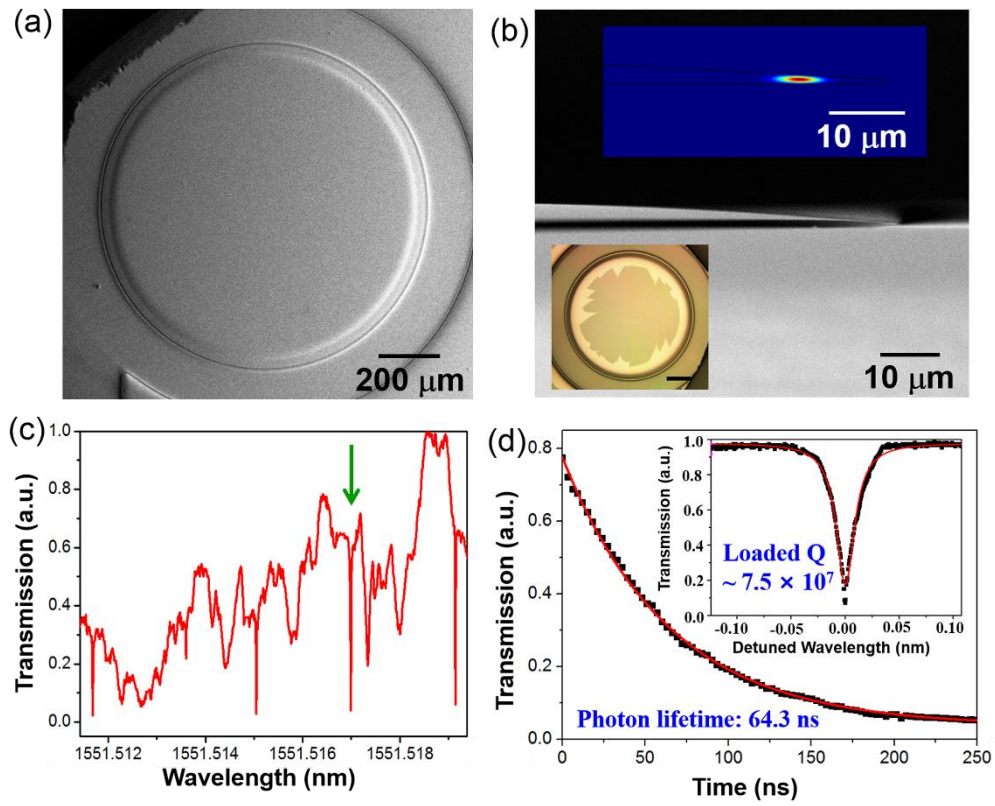 (a)
200 μm
(b)
10 μm
10 μm
(c)
Transmission (a.u.)
1.0
0.8
0.6
0.4
0.2
0.0
1551.512
1551.514
1551.516
1551.518
Wavelength (nm)
(d)
Transmission (a.u.)
0.8
0.6
0.4
0.2
0.0
0
50
100
150
200
250
Time (ns)
Photon lifetime: 64.3 ns
Transmission (a.u.)
1.0
0.8
0.6
0.4
0.2
0.0
-0.10
-0.05
0.00
0.05
0.10
Detuned Wavelength (nm)
Loaded Q
~ 7.5 × 10⁷